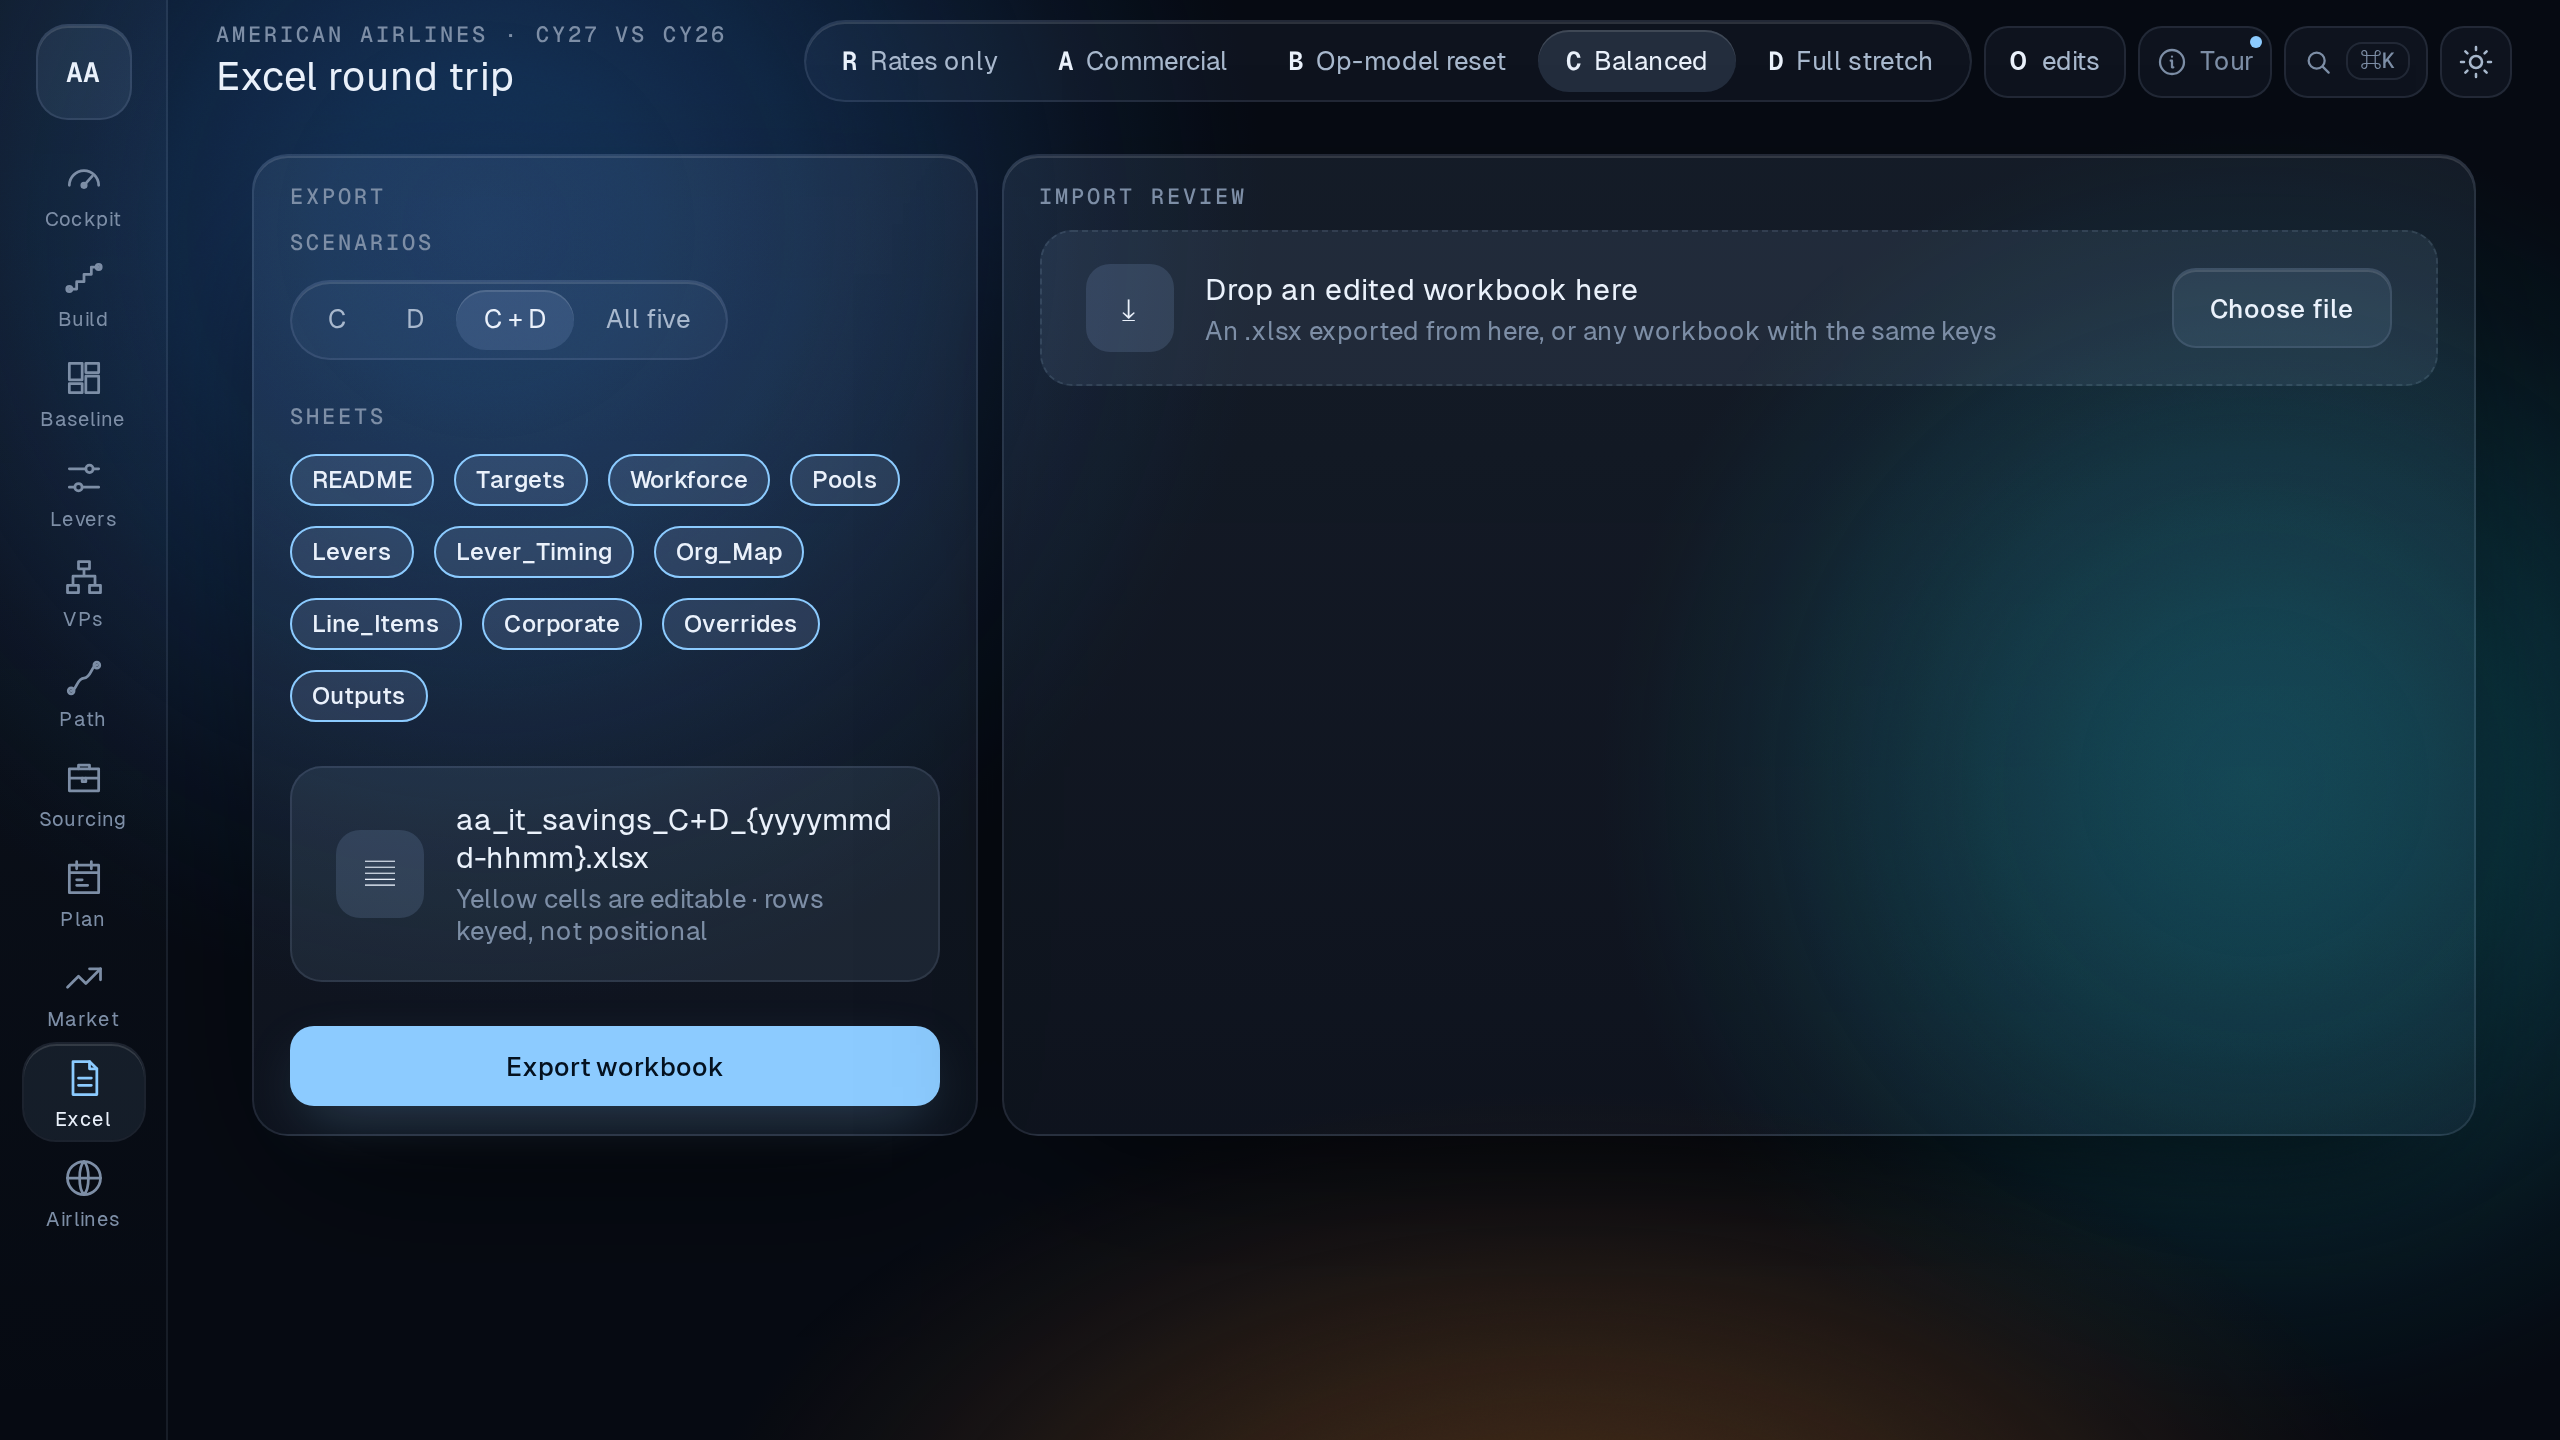 AA
AMERICAN AIRLINES · CY27 VS CY26
Excel round trip
R Rates only
A Commercial
B Op-model reset
C Balanced
D Full stretch
0 edits
Tour
⌘K
Cockpit
Build
Baseline
Levers
VPs
Path
Sourcing
Plan
Market
Excel
Airlines
EXPORT
SCENARIOS
C
D
C + D
All five
SHEETS
README
Targets
Workforce
Pools
Levers
Lever_Timing
Org_Map
Line_Items
Corporate
Overrides
Outputs
aa_it_savings_C+D_{yyyymmd
d-hhmm}.xlsx
Yellow cells are editable · rows
keyed, not positional
Export workbook
IMPORT REVIEW
Drop an edited workbook here
An .xlsx exported from here, or any workbook with the same keys
Choose file